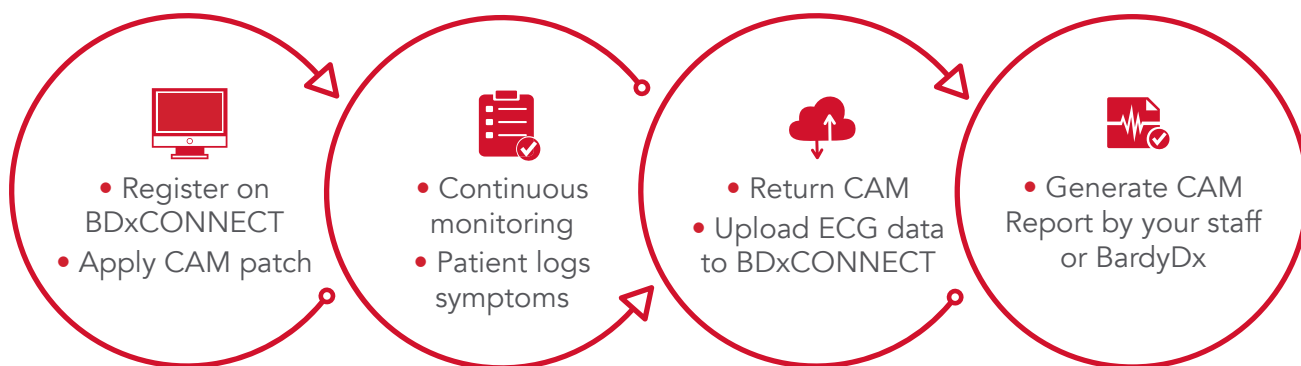 • Register on
BDxCONNECT
• Apply CAM patch
• Continuous
monitoring
• Patient logs
symptoms
• Return CAM
• Upload ECG data
to BDxCONNECT
• Generate CAM
Report by your staff
or BardyDx